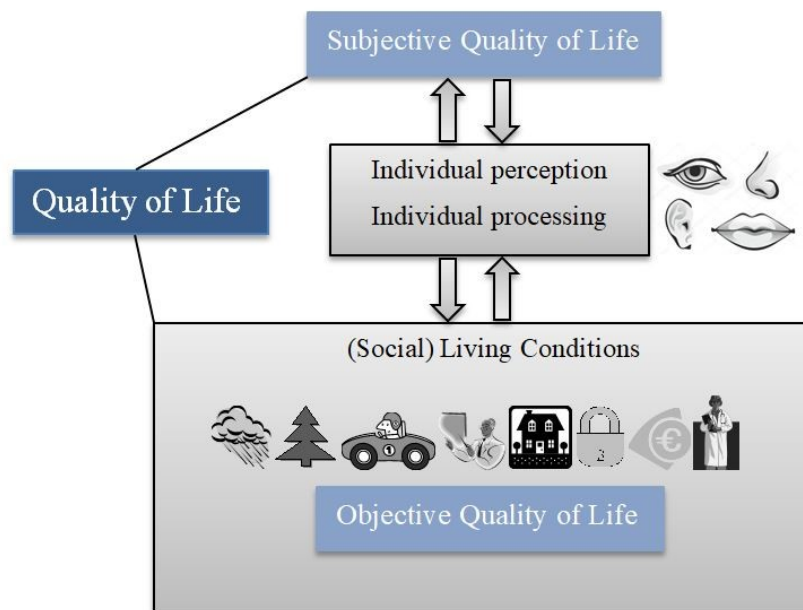 Subjective Quality of Life
Individual perception
Individual processing
Quality of Life
(Social) Living Conditions
1
3
€
Objective Quality of Life